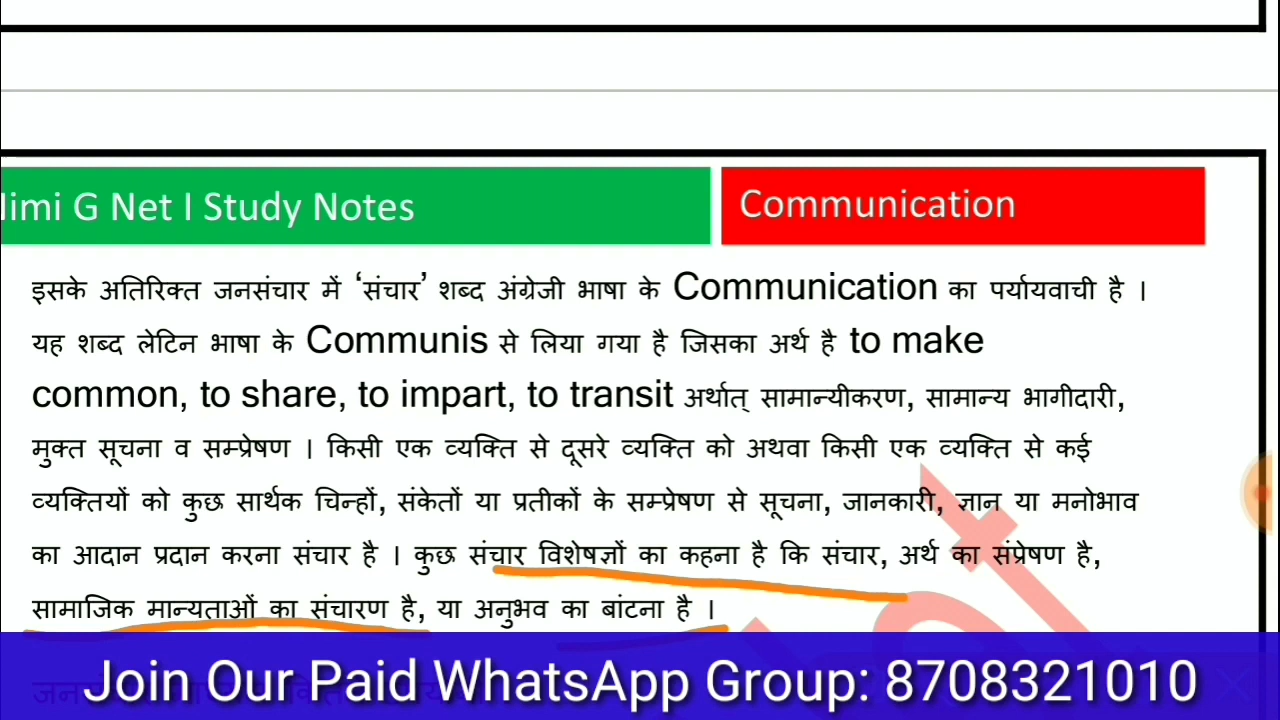 imi G Net I Study Notes
Communication
इसके अतिरिक्त जनसंचार में ‘संचार’ शब्द अंग्रेजी भाषा के Communication का पर्यायवाची है ।
यह शब्द लेटिन भाषा के Communis से लिया गया है जिसका अर्थ है to make
common, to share, to impart, to transit अर्थात् सामान्यीकरण, सामान्य भागीदारी,
मुक्त सूचना व सम्प्रेषण । किसी एक व्यक्ति से दूसरे व्यक्ति को अथवा किसी एक व्यक्ति से कई
व्यक्तियों को कुछ सार्थक चिन्हों, संकेतों या प्रतीकों के सम्प्रेषण से सूचना, जानकारी, ज्ञान या मनोभाव
का आदान प्रदान करना संचार है । कुछ संचार विशेषज्ञों का कहना है कि संचार, अर्थ का संप्रेषण है,
सामाजिक मान्यताओं का संचारण है, या अनुभव का बांटना है ।
Join Our Paid WhatsApp Group: 8708321010